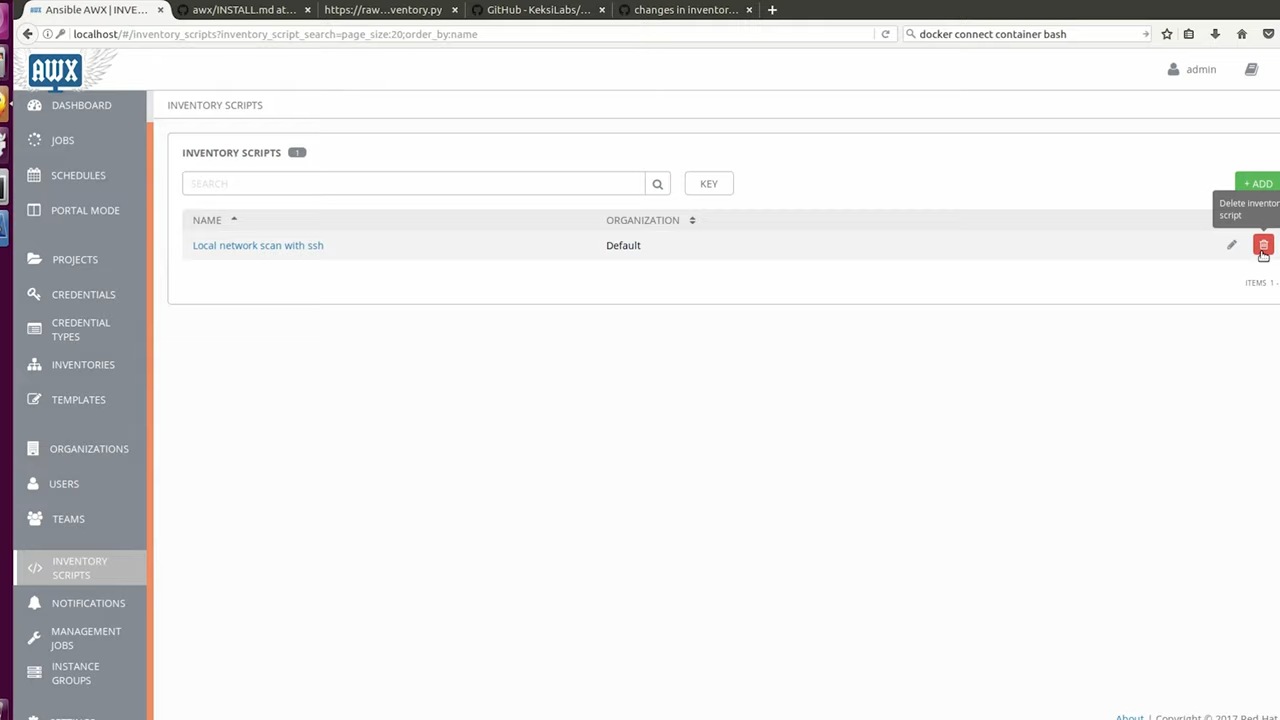 Ansible AWX | INVE...
awx/INSTALL.md at...
https://raw...ventory.py
GitHub - KeksiLabs/...
changes in inventor...
localhost/#/inventory_scripts?inventory_script_search=page_size:20;order_by:name
docker connect container bash
AWX
admin
DASHBOARD
INVENTORY SCRIPTS
JOBS
INVENTORY SCRIPTS 1
SCHEDULES
SEARCH
KEY
+ ADD
PORTAL MODE
Delete inventor
script
NAME
ORGANIZATION
Local network scan with ssh
Default
PROJECTS
ITEMS 1 -
CREDENTIALS
CREDENTIAL
TYPES
INVENTORIES
TEMPLATES
ORGANIZATIONS
USERS
TEAMS
INVENTORY
SCRIPTS
NOTIFICATIONS
MANAGEMENT
JOBS
INSTANCE
GROUPS
About | Copyright © 2017 Red Hat